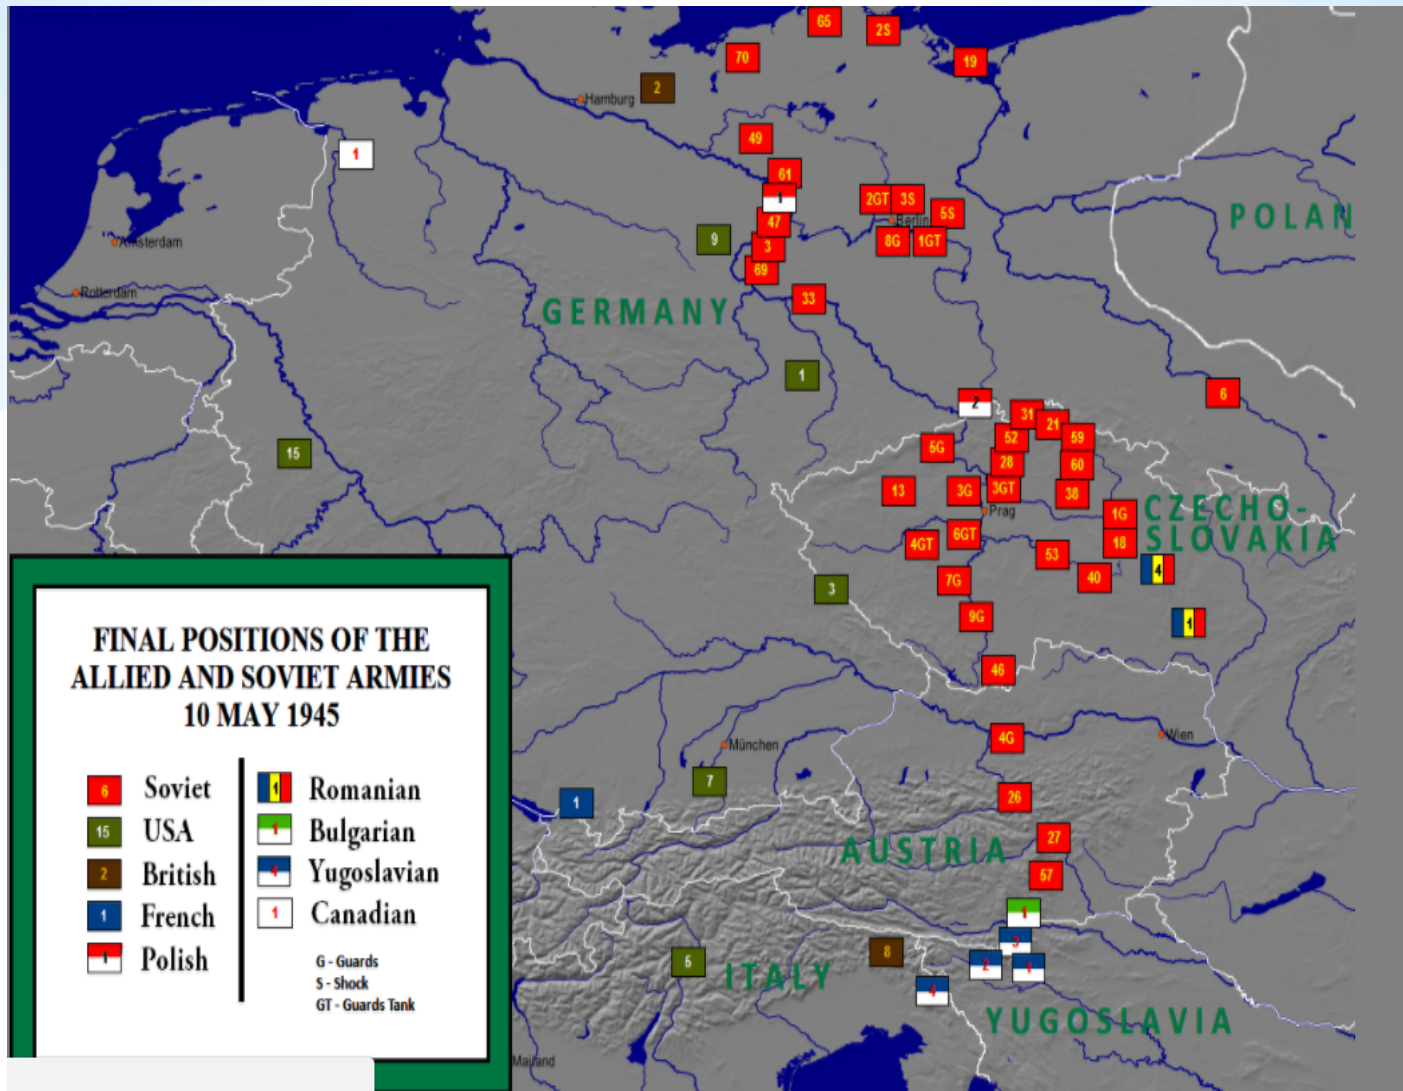 65
2S
70
19
2
Hamburg
49
1
61
1
2GT
3S
5S
Berlin
POLAN
47
9
3
8G
1GT
Amsterdam
69
Rotterdam
33
GERMANY
1
6
2
31
21
52
59
5G
15
28
60
13
3G
3GT
38
Prag
1G
CZECHO-
SLOVAKIA
6GT
4GT
18
53
4
40
7G
3
9G
1
46
4G
Wien
München
7
26
1
27
AUSTRIA
57
1
3
8
5
2
1
ITALY
4
YUGOSLAVIA
Mailand
FINAL POSITIONS OF THE
ALLIED AND SOVIET ARMIES
10 MAY 1945
6 Soviet
15 USA
2 British
1 French
1 Polish
1 Romanian
1 Bulgarian
4 Yugoslavian
1 Canadian
G - Guards
S - Shock
GT - Guards Tank